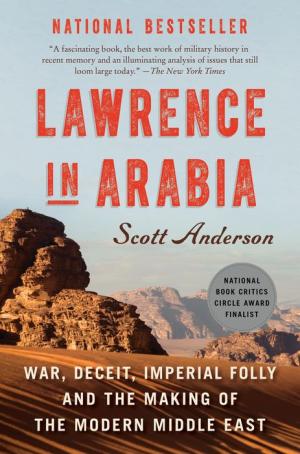 NATIONAL BESTSELLER
“A fascinating book, the best work of military history in
recent memory and an illuminating analysis of issues that still
loom large today.” —The New York Times
LAWRENCE
IN ARABIA
Scott Anderson
NATIONAL
BOOK CRITICS
CIRCLE AWARD
FINALIST
WAR, DECEIT, IMPERIAL FOLLY
AND THE MAKING OF
THE MODERN MIDDLE EAST